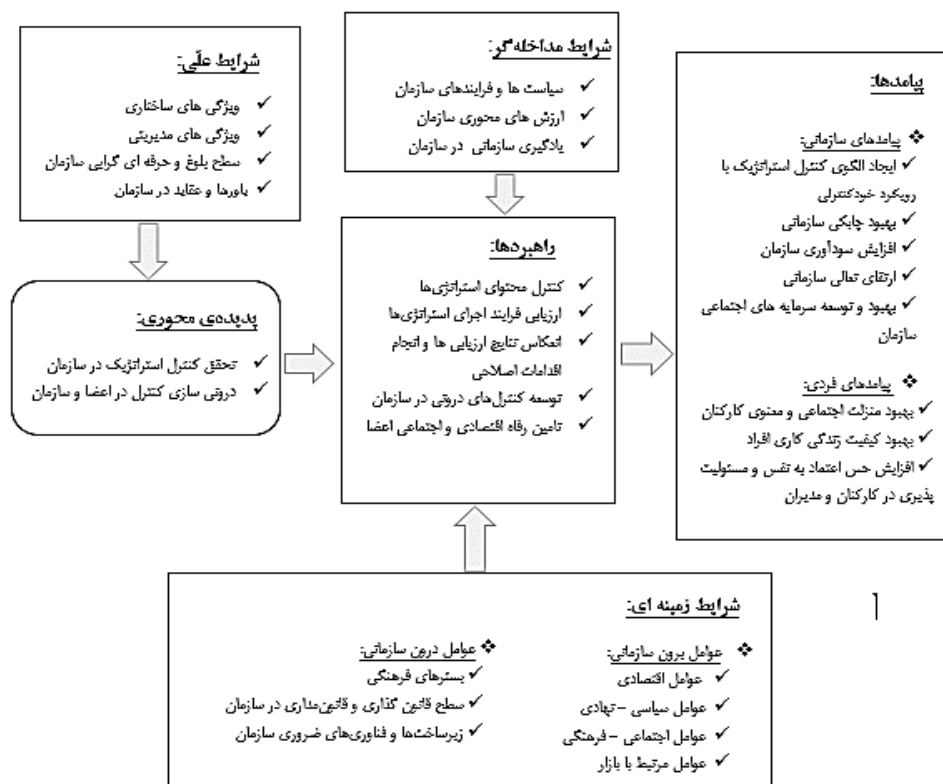 شرایط علّی:
✓ ویژگی های ساختاری
✓ ویژگی های مدیریتی
✓ سطح بلوغ و حرفه ای گرایی سازمان
✓ باورها و عقاید در سازمان
شرایط مداخله‌گر:
✓ سیاست ها و فرایندهای سازمان
✓ ارزش های محوری سازمان
✓ یادگیری سازمانی در سازمان
پدیده‌ی محوری:
✓ تحقق کنترل استراتژیک در سازمان
✓ درونی سازی کنترل در اعضا و سازمان
راهبردها:
✓ کنترل محتوای استراتژی‌ها
✓ ارزیابی فرایند اجرای استراتژی‌ها
✓ انعکاس نتایج ارزیابی ها و انجام
اقدامات اصلاحی
✓ توسعه کنترل‌های درونی در سازمان
✓ تامین رفاه اقتصادی و اجتماعی اعضا
پیامدها:
❖ پیامدهای سازمانی:
✓ ایجاد الگوی کنترل استراتژیک با
رویکرد خودکنترلی
✓ بهبود چابکی سازمانی
✓ افزایش سودآوری سازمان
✓ ارتقای تعالی سازمانی
✓ بهبود و توسعه سرمایه های اجتماعی
سازمان
❖ پیامدهای فردی:
✓ بهبود منزلت اجتماعی و معنوی کارکنان
✓ بهبود کیفیت زندگی کاری افراد
✓ افزایش حس اعتماد به نفس و مسئولیت
پذیری در کارکنان و مدیران
شرایط زمینه ای:
❖ عوامل برون سازمانی:
✓ عوامل اقتصادی
✓ عوامل سیاسی – نهادی
✓ عوامل اجتماعی – فرهنگی
✓ عوامل مرتبط با بازار
❖ عوامل درون سازمانی:
✓ بسترهای فرهنگی
✓ سطح قانون گذاری و قانون‌مداری در سازمان
✓ زیرساخت‌ها و فناوری‌های ضروری سازمان